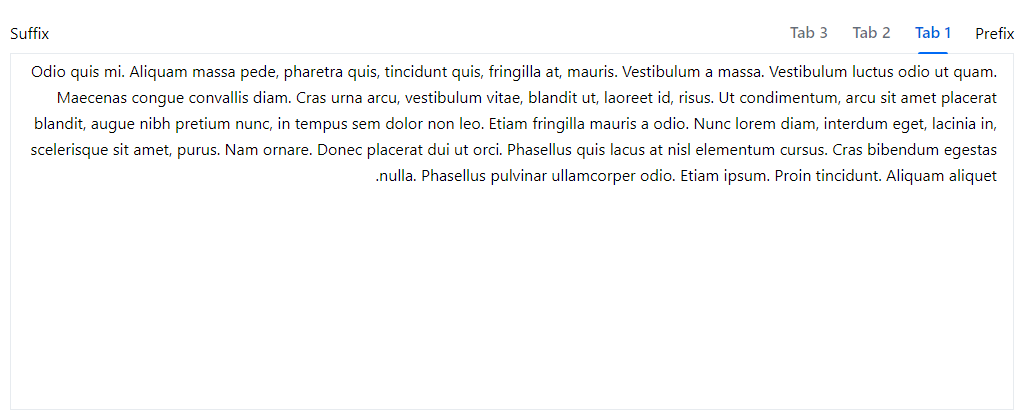 Prefix
Tab 1
Tab 2
Tab 3
Suffix
Odio quis mi. Aliquam massa pede, pharetra quis, tincidunt quis, fringilla at, mauris. Vestibulum a massa. Vestibulum luctus odio ut quam.
Maecenas congue convallis diam. Cras urna arcu, vestibulum vitae, blandit ut, laoreet id, risus. Ut condimentum, arcu sit amet placerat
blandit, augue nibh pretium nunc, in tempus sem dolor non leo. Etiam fringilla mauris a odio. Nunc lorem diam, interdum eget, lacinia in,
scelerisque sit amet, purus. Nam ornare. Donec placerat dui ut orci. Phasellus quis lacus at nisl elementum cursus. Cras bibendum egestas
.nulla. Phasellus pulvinar ullamcorper odio. Etiam ipsum. Proin tincidunt. Aliquam aliquet